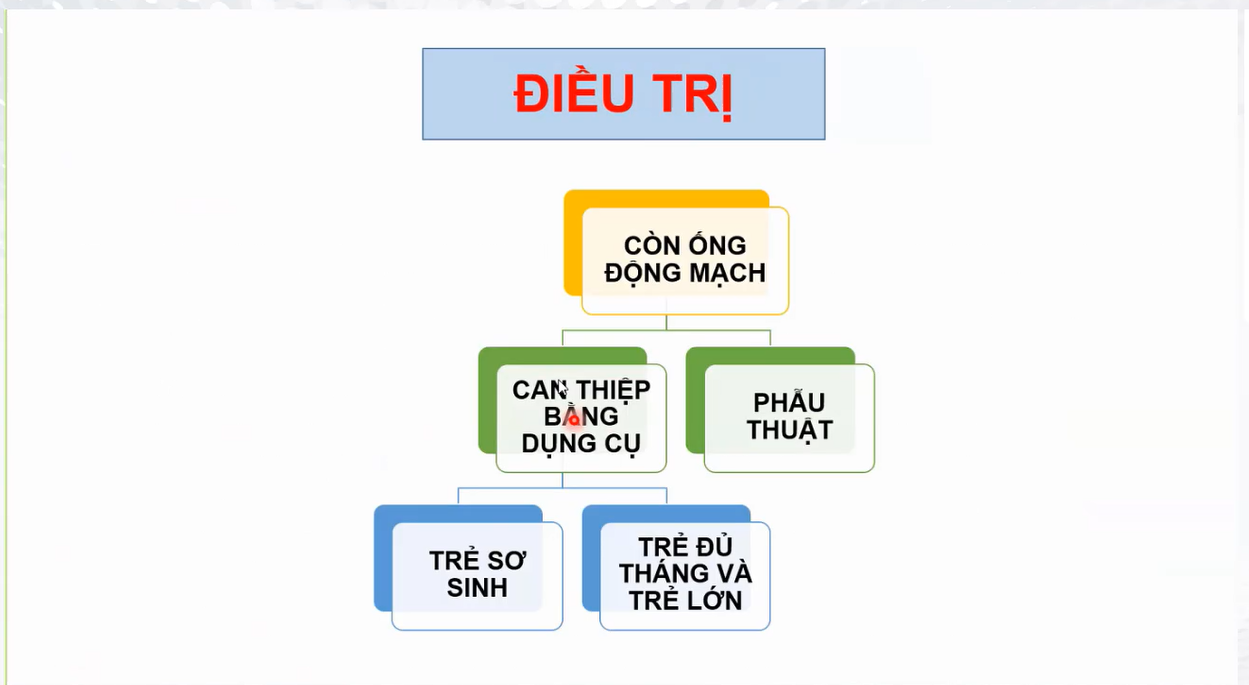 ĐIỀU TRỊ
CÒN ỐNG
ĐỘNG MẠCH
CAN THIỆP
BẰNG
DỤNG CỤ
PHẪU
THUẬT
TRẺ SƠ
SINH
TRẺ ĐỦ
THÁNG VÀ
TRẺ LỚN